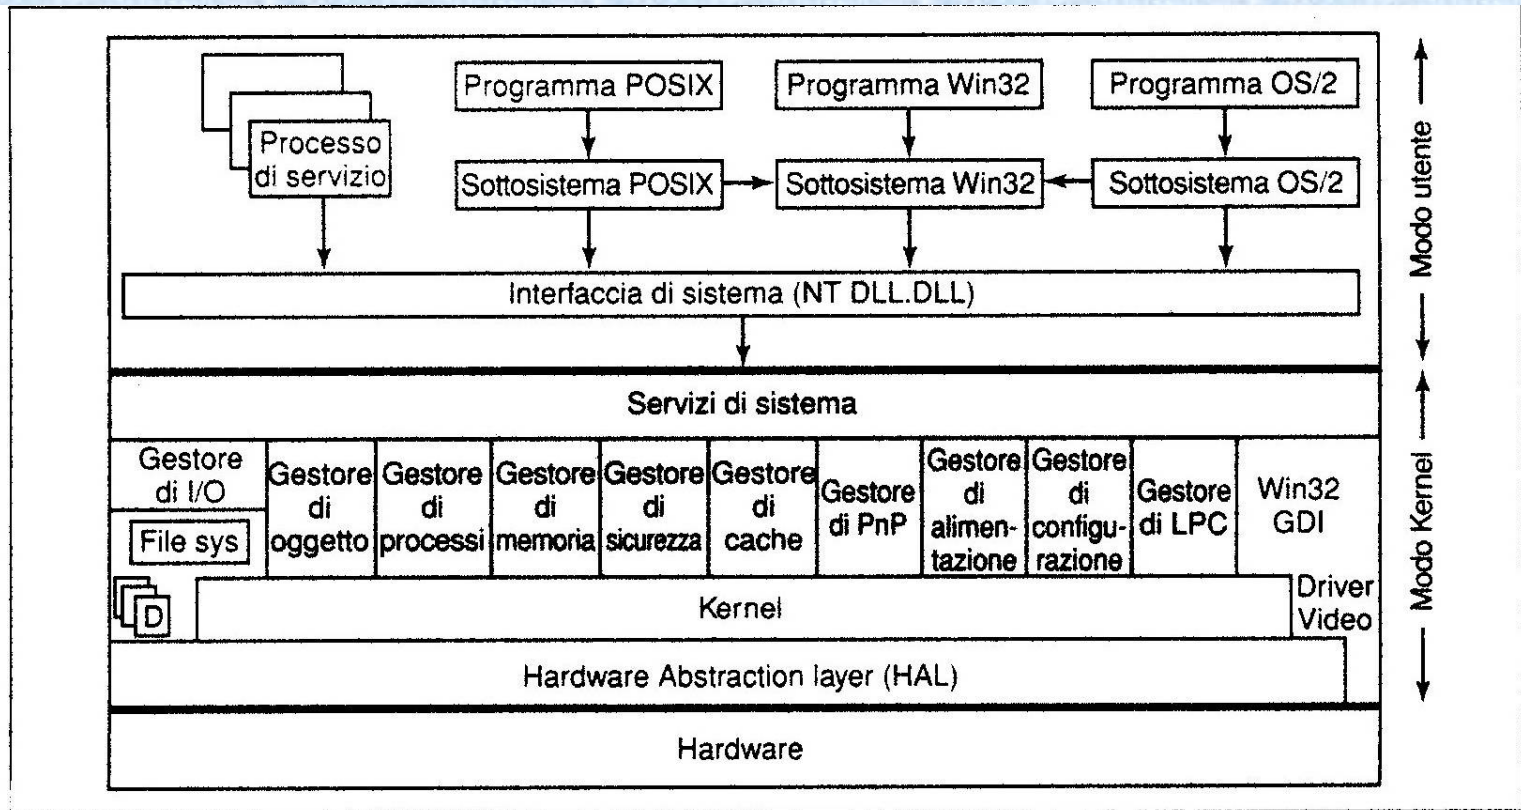 Programma POSIX
Programma Win32
Programma OS/2
Processo
di servizio
Sottosistema POSIX
Sottosistema Win32
Sottosistema OS/2
Interfaccia di sistema (NT DLL.DLL)
Modo utente
Servizi di sistema
Gestore
di I/O
File sys
D
Gestore
di
oggetto
Gestore
di
processi
Gestore
di
memoria
Gestore
di
sicurezza
Gestore
di
cache
Gestore
di PnP
Gestore
di
alimen-
tazione
Gestore
di
configu-
razione
Gestore
di LPC
Win32
GDI
Driver
Video
Kernel
Hardware Abstraction layer (HAL)
Modo Kernel
Hardware